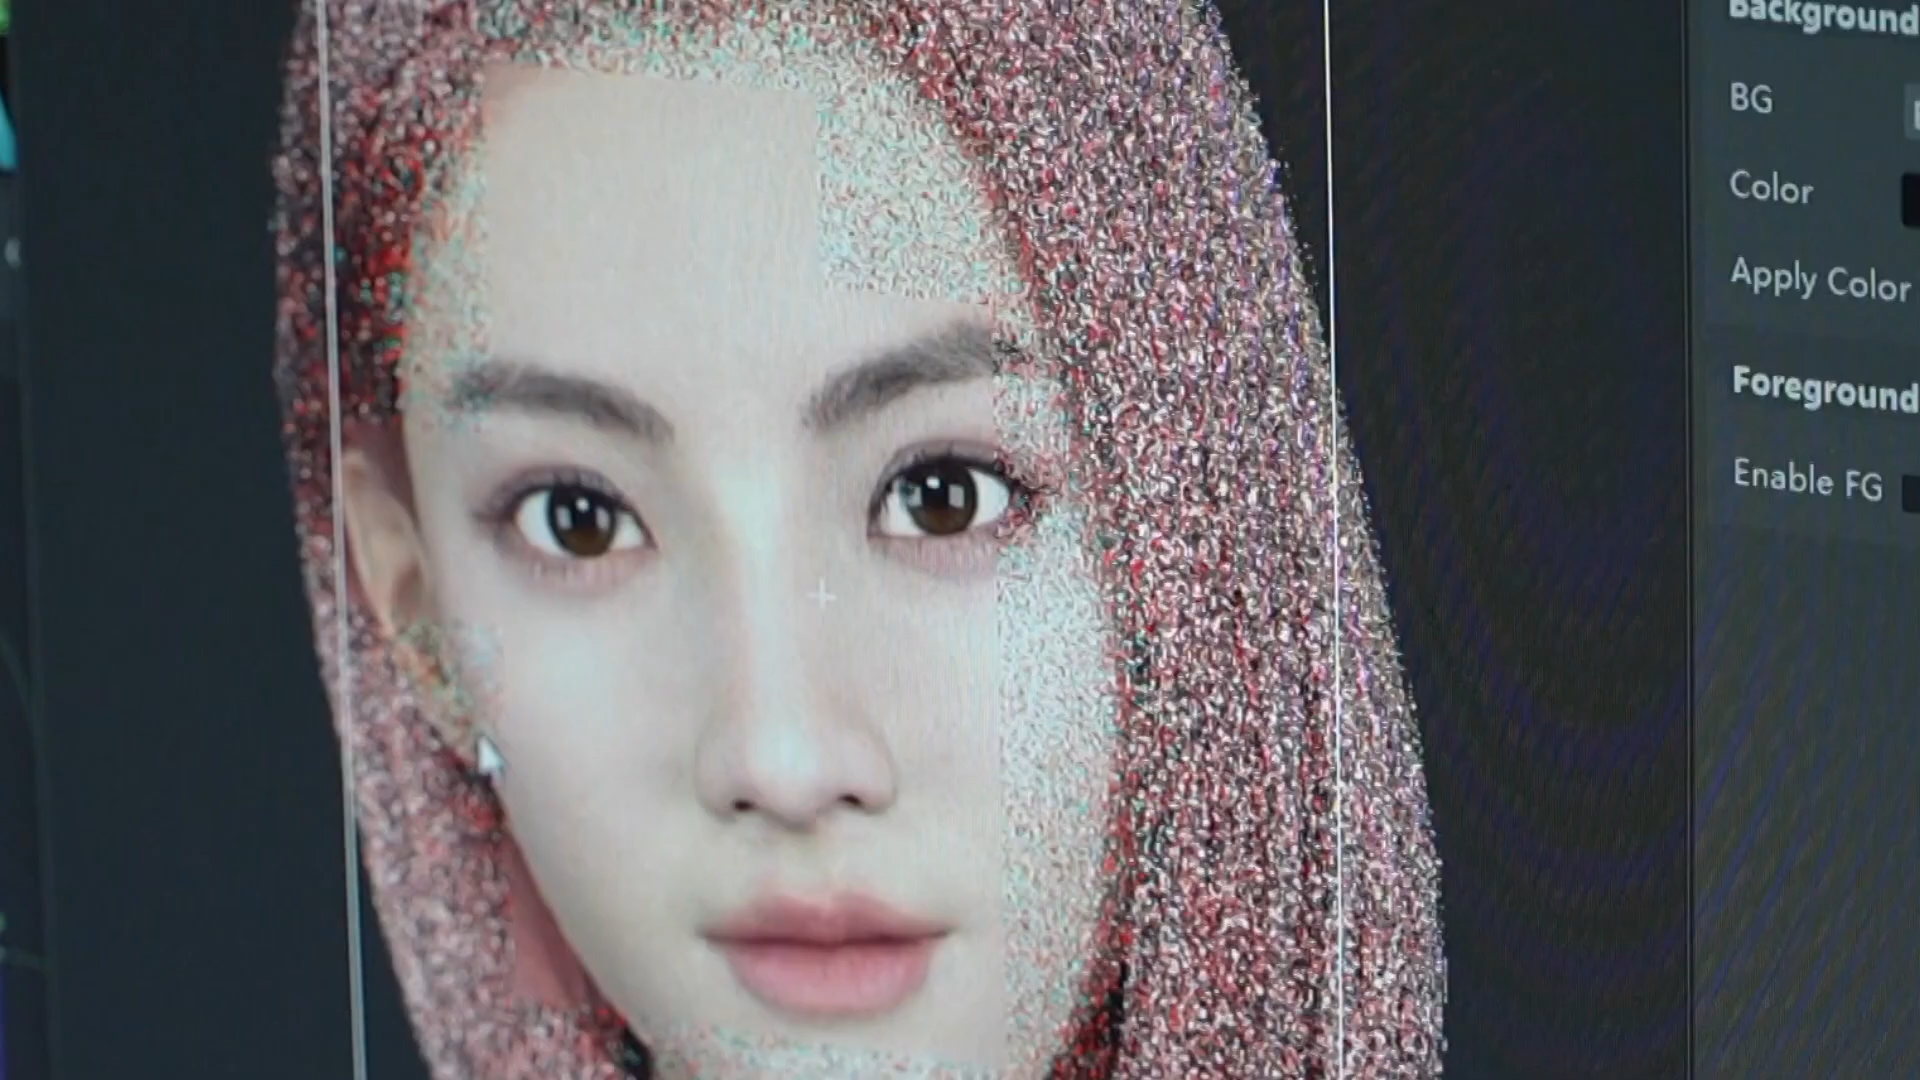 Background
BG
Color
Apply Color
Foreground
Enable FG